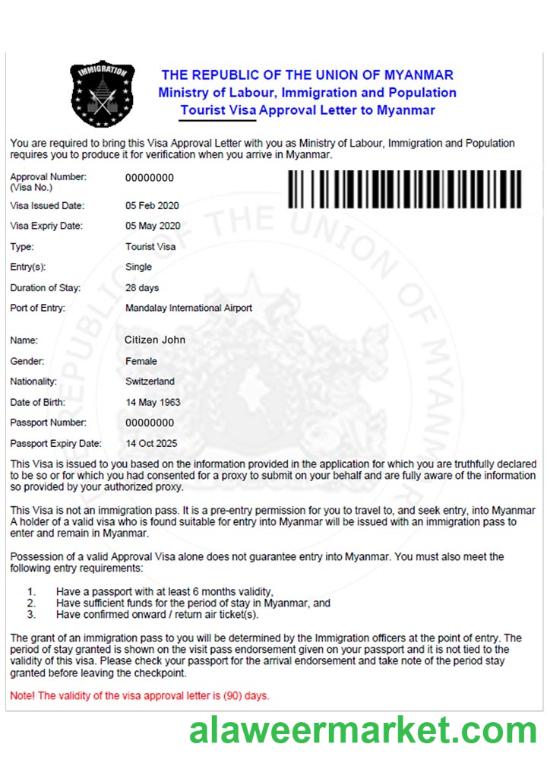 IMMIGRATION
THE REPUBLIC OF THE UNION OF MYANMAR
Ministry of Labour, Immigration and Population
Tourist Visa Approval Letter to Myanmar
You are required to bring this Visa Approval Letter with you as Ministry of Labour, Immigration and Population
requires you to produce it for verification when you arrive in Myanmar.
Approval Number: 00000000
(Visa No.)
Visa Issued Date: 05 Feb 2020
Visa Expriy Date: 05 May 2020
Type: Tourist Visa
Entry(s): Single
Duration of Stay: 28 days
Port of Entry: Mandalay International Airport
Name: Citizen John
Gender: Female
Nationality: Switzerland
Date of Birth: 14 May 1963
Passport Number: 00000000
Passport Expiry Date: 14 Oct 2025
REPUBLIC OF THE UNION OF MYANMAR
This Visa is issued to you based on the information provided in the application for which you are truthfully declared
to be so or for which you had consented for a proxy to submit on your behalf and are fully aware of the information
so provided by your authorized proxy.
This Visa is not an immigration pass. It is a pre-entry permission for you to travel to, and seek entry, into Myanmar
A holder of a valid visa who is found suitable for entry into Myanmar will be issued with an immigration pass to
enter and remain in Myanmar.
Possession of a valid Approval Visa alone does not guarantee entry into Myanmar. You must also meet the
following entry requirements:
1. Have a passport with at least 6 months validity,
2. Have sufficient funds for the period of stay in Myanmar, and
3. Have confirmed onward / return air ticket(s).
The grant of an immigration pass to you will be determined by the Immigration officers at the point of entry. The
period of stay granted is shown on the visit pass endorsement given on your passport and it is not tied to the
validity of this visa. Please check your passport for the arrival endorsement and take note of the period stay
granted before leaving the checkpoint.
Note! The validity of the visa approval letter is (90) days.
alaweermarket.com